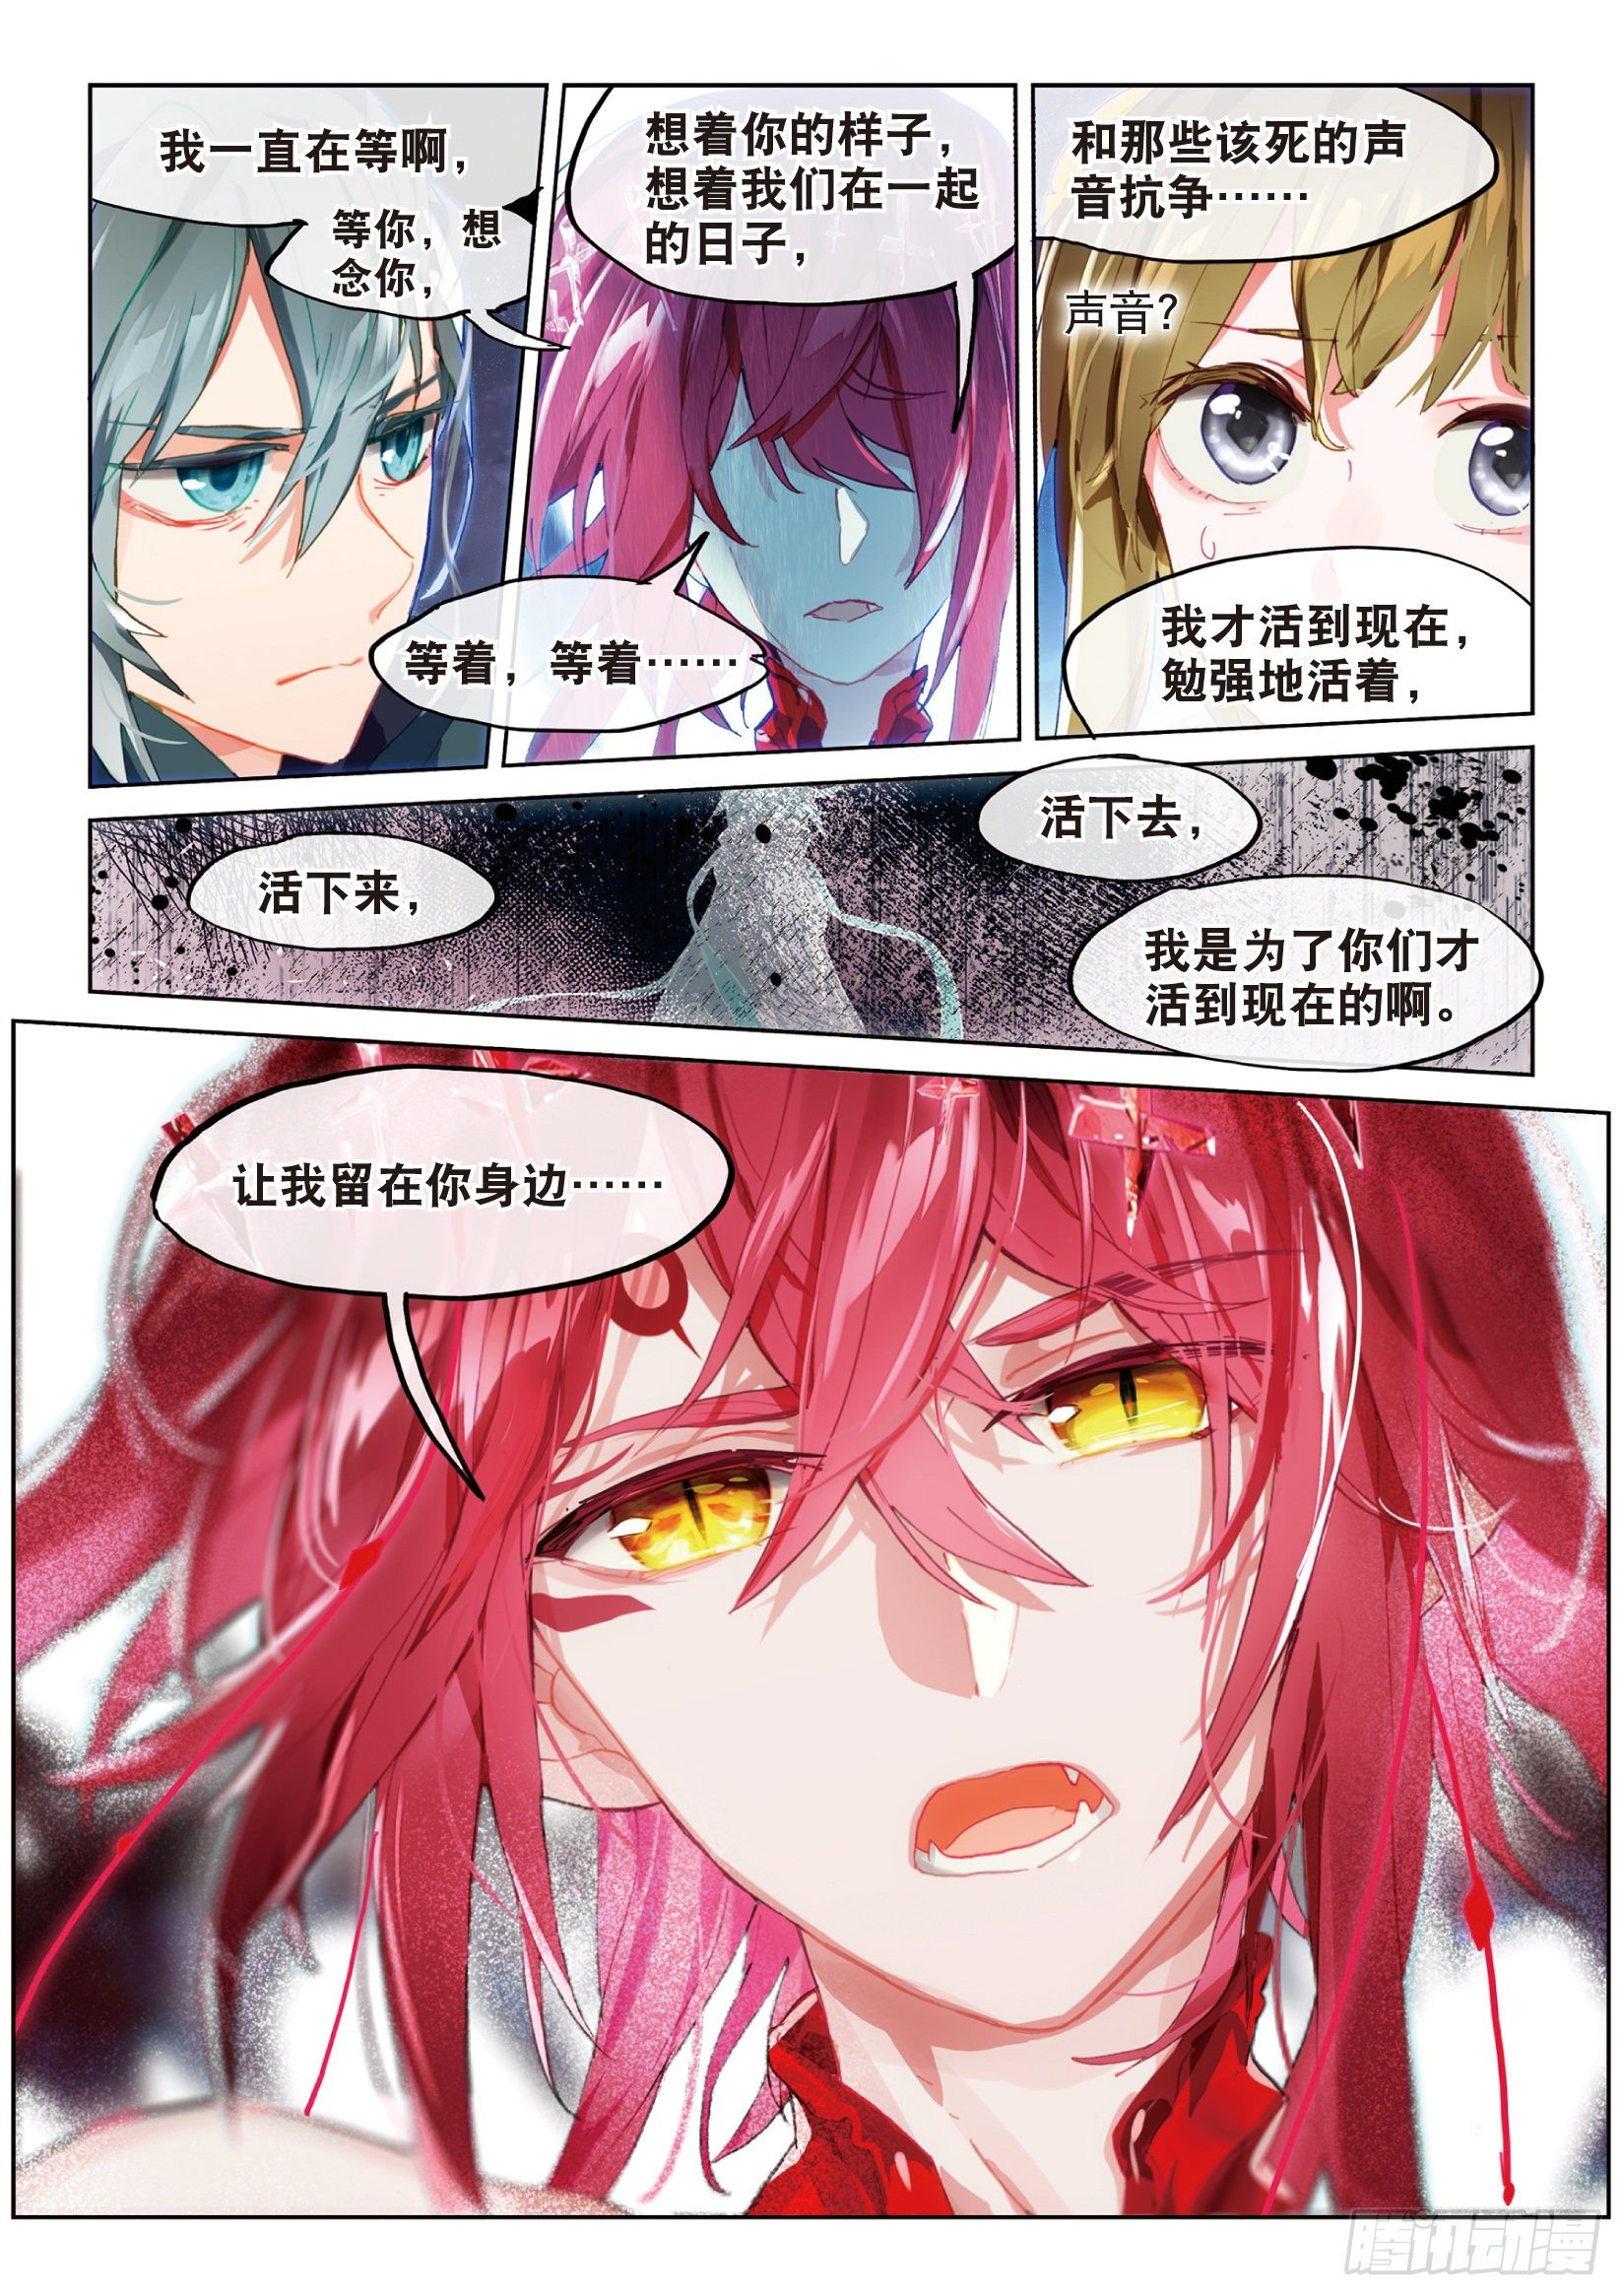 我一直在等啊，
等你，想
念你，
想着你的样子，
想着我们在一起
的日子，
等着，等着……
和那些该死的声
音抗争……
声音？
我才活到现在，
勉强地活着，
活下来，
活下去，
我是为了你们才
活到现在的啊。
让我留在你身边……
腾讯动漫